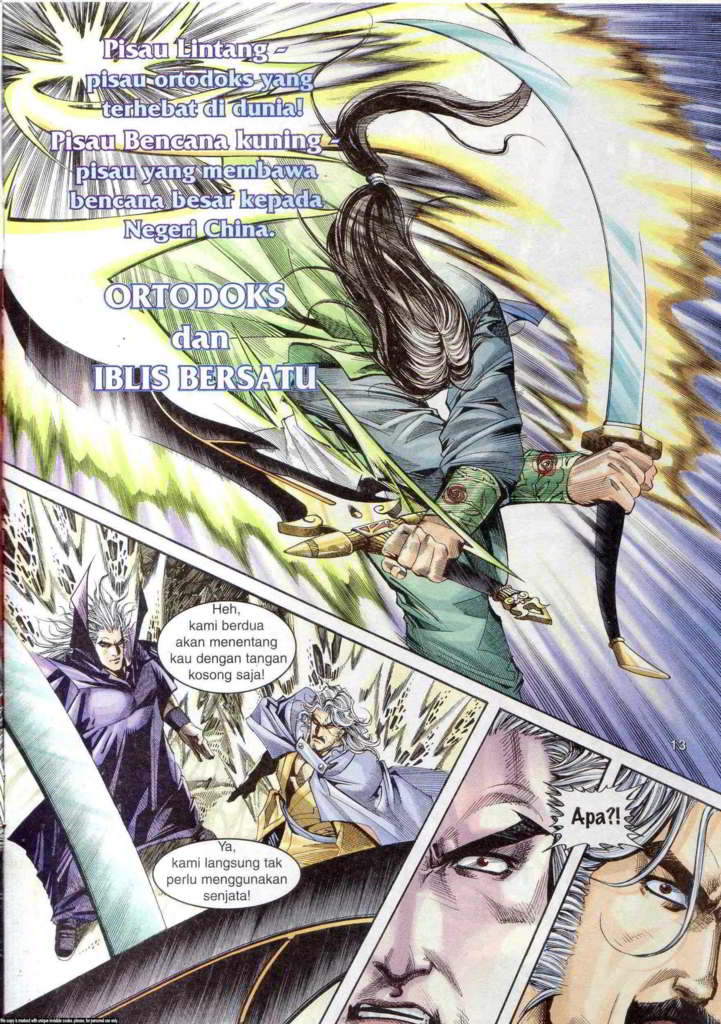 Pisau Lintang -
pisau ortodoks yang
terhebat di dunia!
Pisau Bencana kuning -
pisau yang membawa
bencana besar kepada
Negeri China.
ORTODOKS
dan
IBLIS BERSATU
Heh,
kami berdua
akan menentang
kau dengan tangan
kosong saja!
13
Apa?!
Ya,
kami langsung tak
perlu menggunakan
senjata!